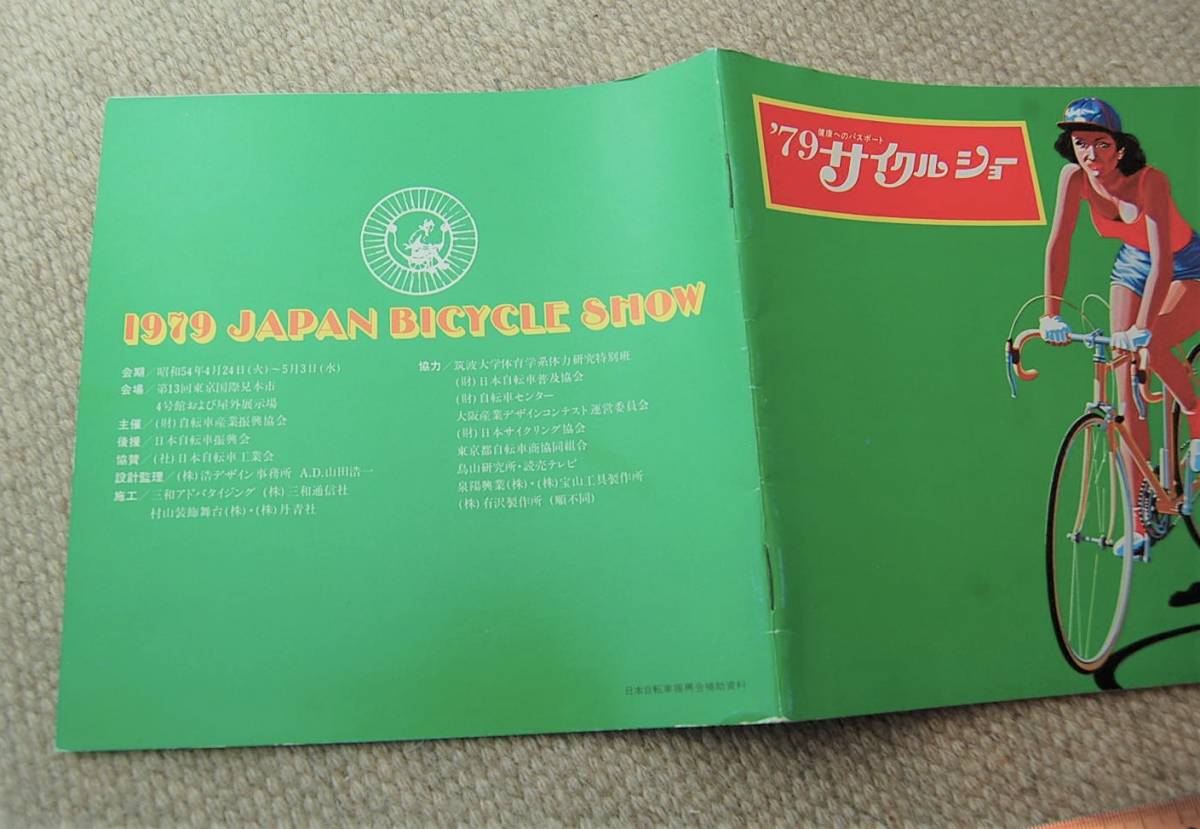 1979 JAPAN BICYCLE SHOW
会期／昭和54年4月24日(火)～5月3日(水)
会場／第13回東京国際見本市
4号館および屋外展示場
主催／(財)自転車産業振興協会
後援／日本自転車振興会
協賛／(社)日本自転車工業会
設計監理／(株)浩デザイン事務所 A.D.山田浩一
施工／三和アドバタイジング (株)三和通信社
村山装飾舞台(株)・(株)丹青社
協力／筑波大学体育学系体力研究特別班
(財)日本自転車普及協会
(財)自転車センター
大阪産業デザインコンテスト運営委員会
(財)日本サイクリング協会
東京都自転車商協同組合
鳥山研究所・読売テレビ
泉陽興業(株)・(株)宝山工具製作所
(株)有沢製作所 (順不同)
日本自転車振興会補助資料
健康へのパスポート
'79サイクルショー